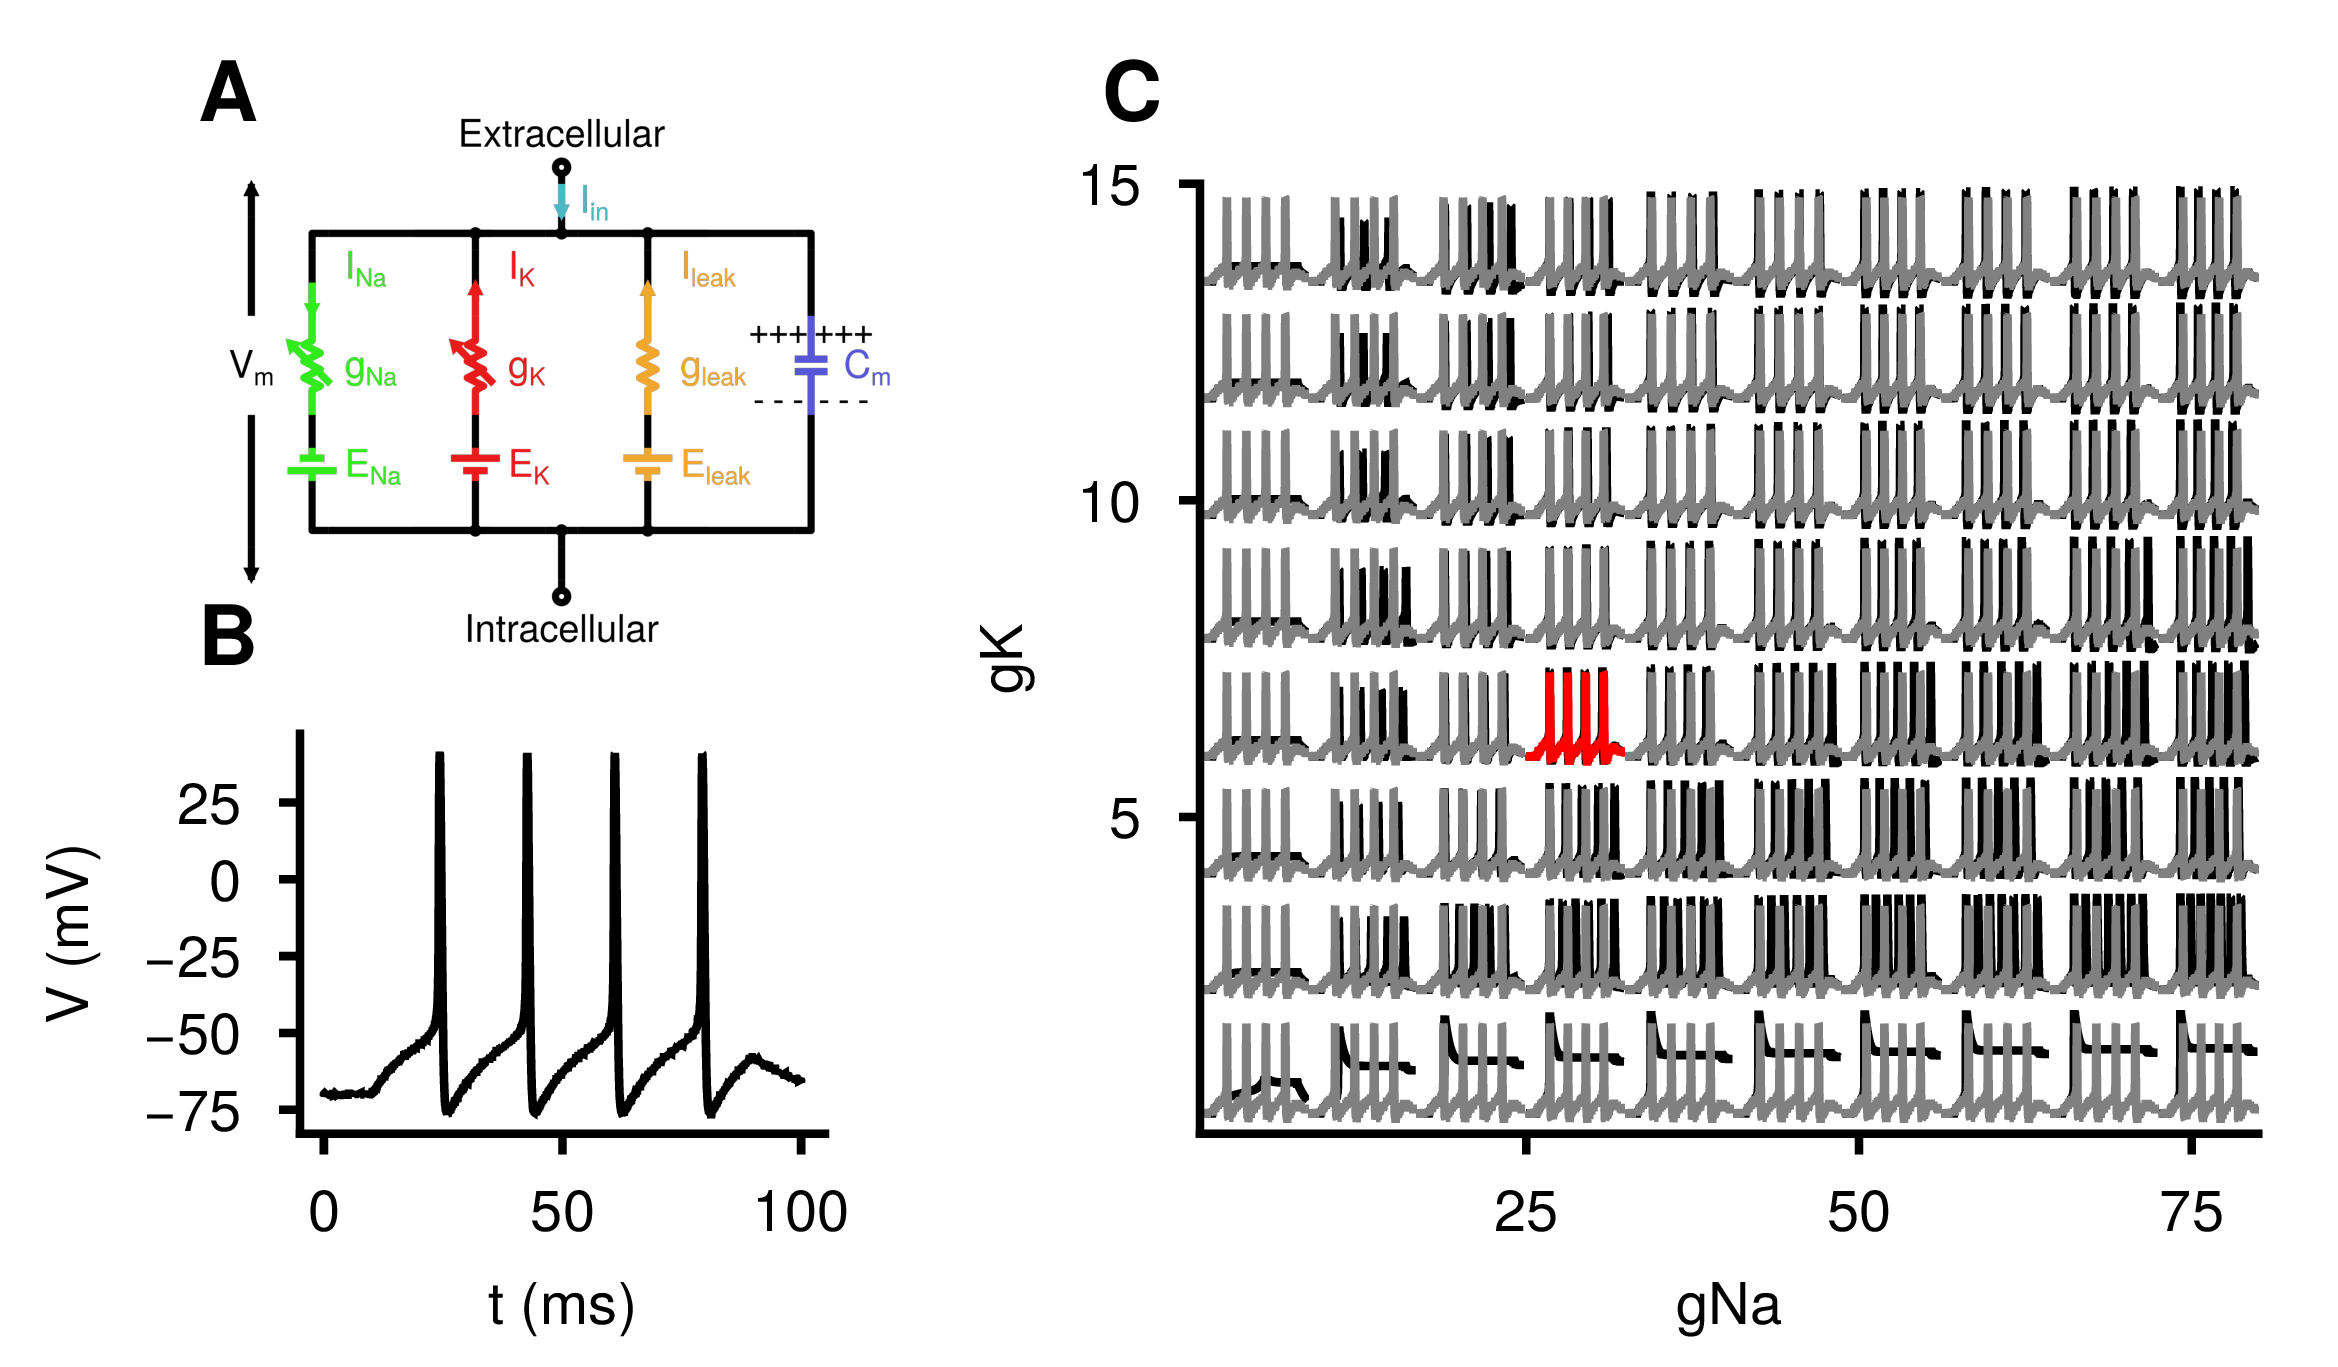 A
Extracellular
I_in
I_Na
I_K
I_leak
V_m
g_Na
g_K
g_leak
+++ +++
C_m
- - - - - -
E_Na
E_K
E_leak
Intracellular
B
V (mV)
25
0
−25
−50
−75
0 50 100
t (ms)
C
gK
15
10
5
25 50 75
gNa